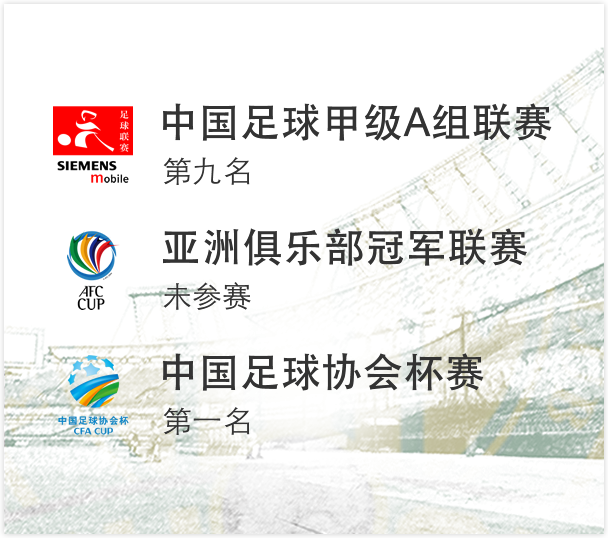 足球联赛
SIEMENS
mobile
中国足球甲级A组联赛
第九名
AFC
CUP
亚洲俱乐部冠军联赛
未参赛
中国足球协会杯
CFA CUP
中国足球协会杯赛
第一名